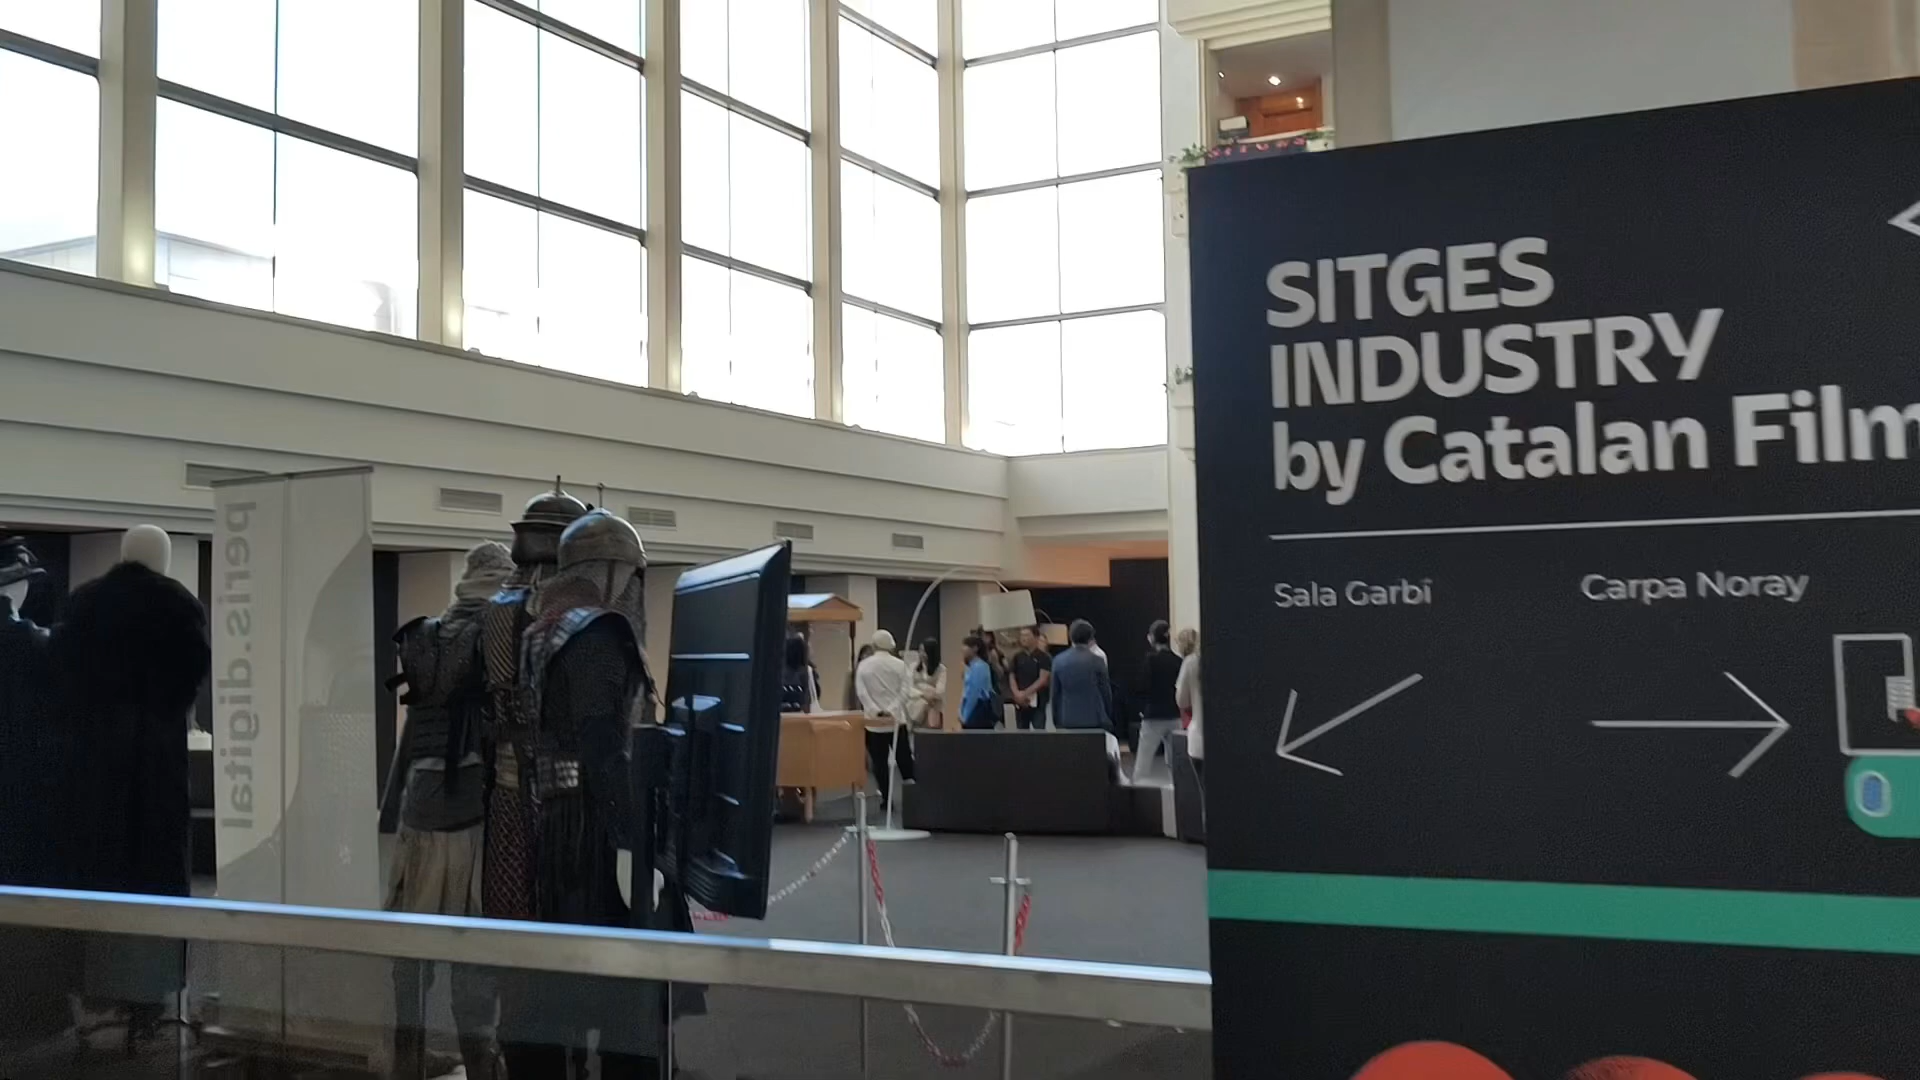 SITGES
INDUSTRY
by Catalan Film
Sala Garbí
Carpa Noray
peris.digital